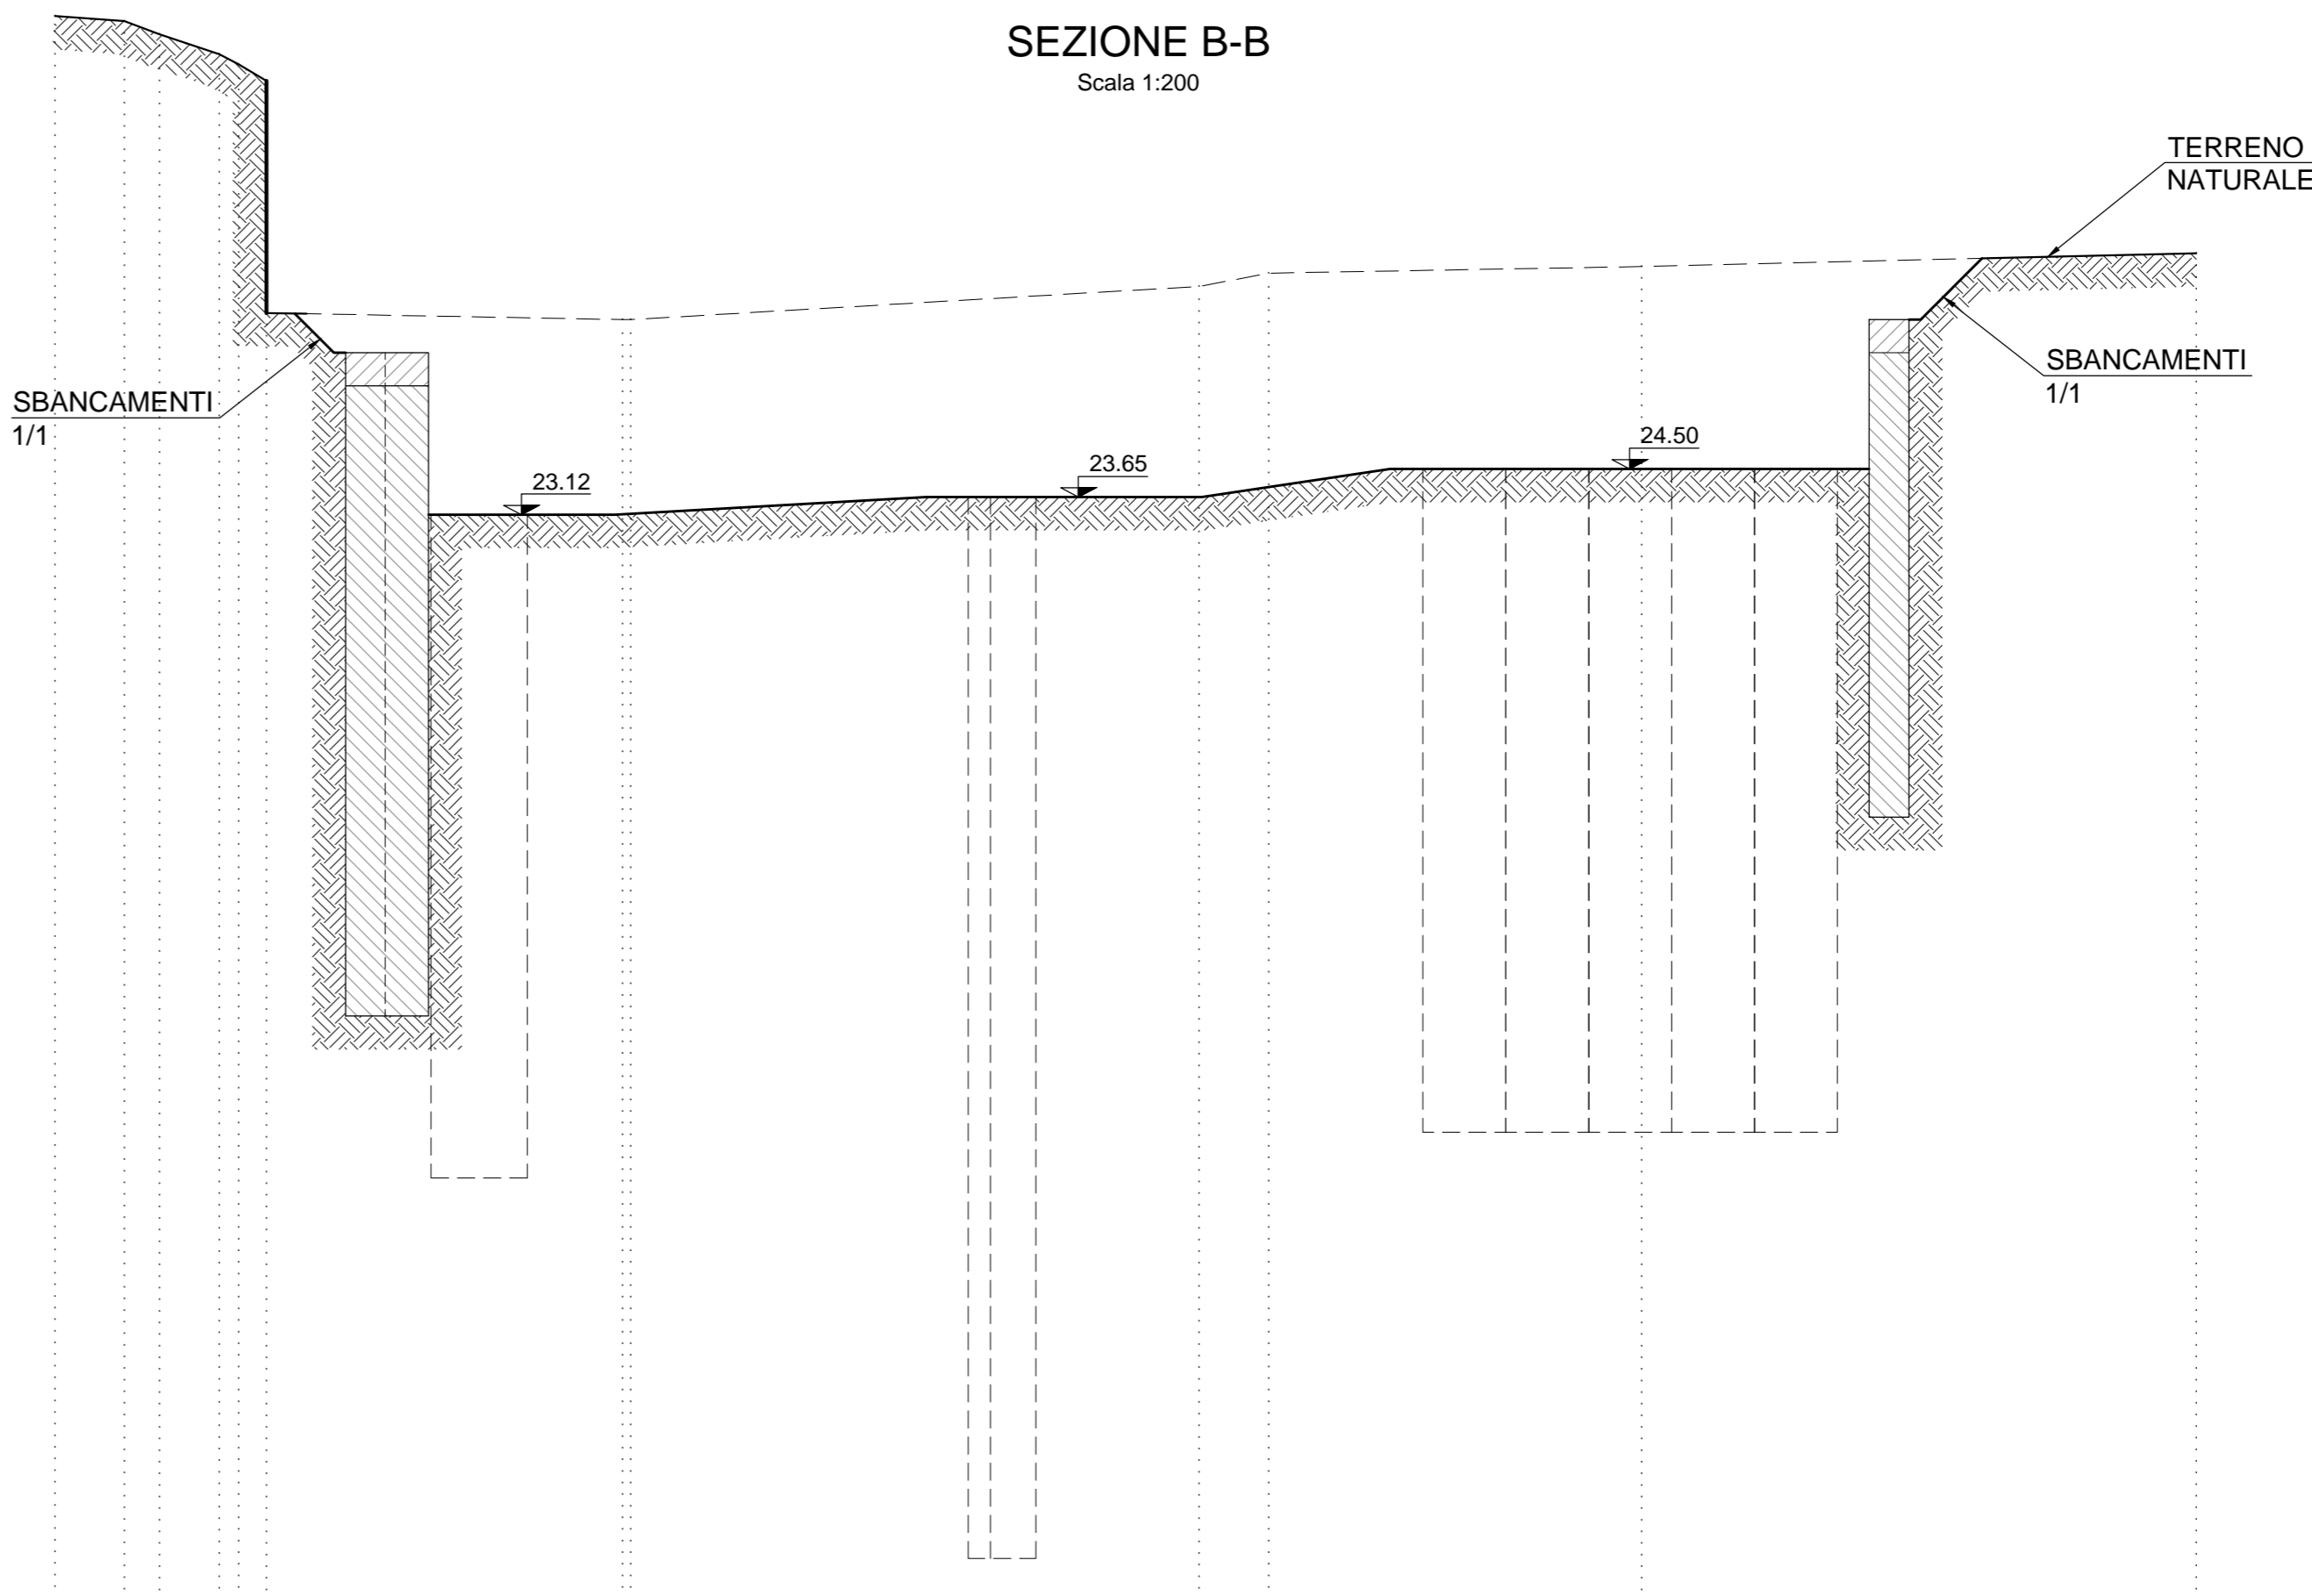 SEZIONE B-B
Scala 1:200
TERRENO
NATURALE
SBANCAMENTI
1/1
SBANCAMENTI
1/1
23.12
23.65
24.50